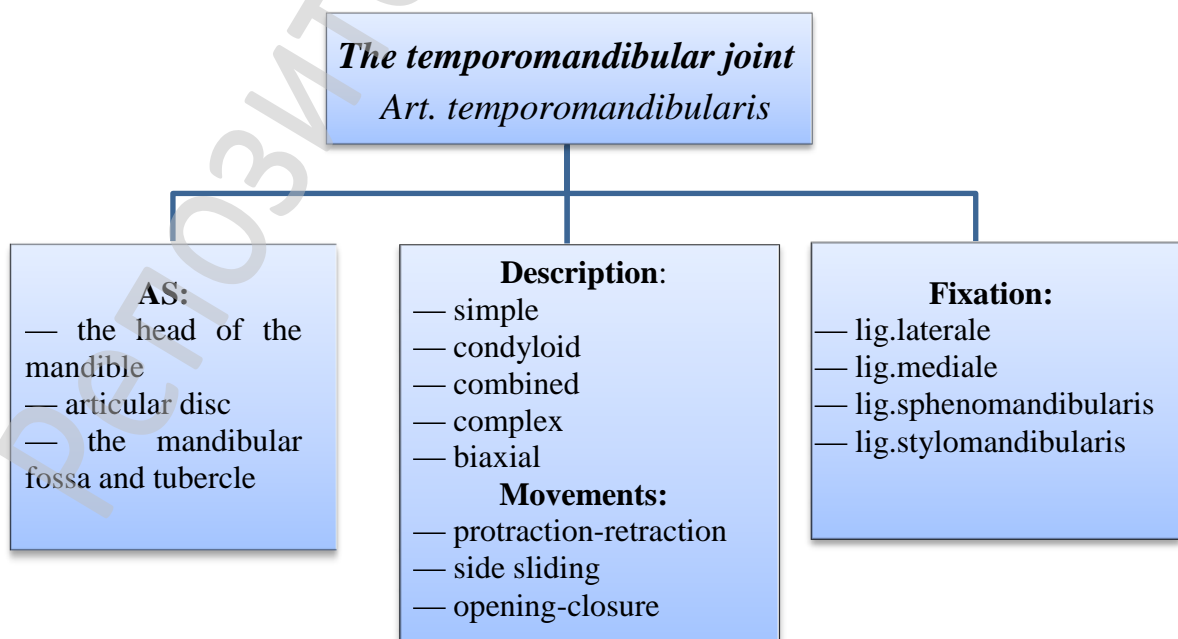 The temporomandibular joint
Art. temporomandibularis
AS:
— the head of the
mandible
— articular disc
— the mandibular
fossa and tubercle
Description:
— simple
— condyloid
— combined
— complex
— biaxial
Movements:
— protraction-retraction
— side sliding
— opening-closure
Fixation:
— lig.laterale
— lig.mediale
— lig.sphenomandibularis
— lig.stylomandibularis